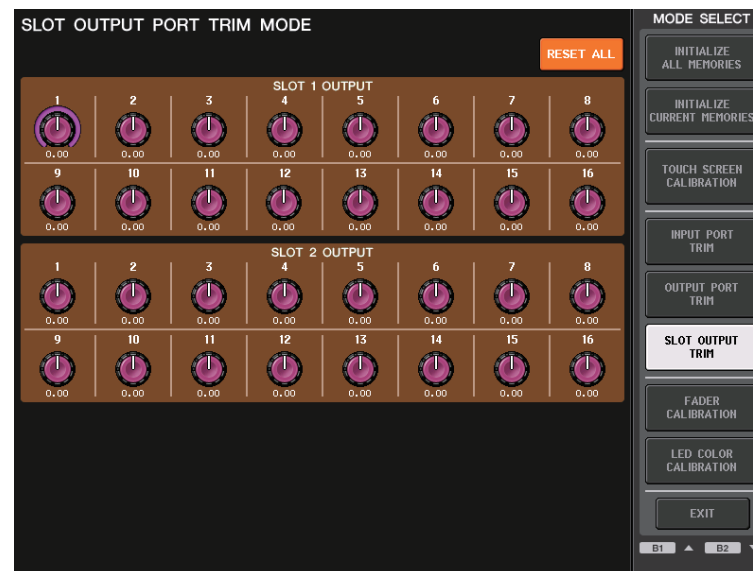 SLOT OUTPUT PORT TRIM MODE
RESET ALL
SLOT 1 OUTPUT
1 2 3 4 5 6 7 8
0.00 0.00 0.00 0.00 0.00 0.00 0.00 0.00
9 10 11 12 13 14 15 16
0.00 0.00 0.00 0.00 0.00 0.00 0.00 0.00
SLOT 2 OUTPUT
1 2 3 4 5 6 7 8
0.00 0.00 0.00 0.00 0.00 0.00 0.00 0.00
9 10 11 12 13 14 15 16
0.00 0.00 0.00 0.00 0.00 0.00 0.00 0.00
MODE SELECT
INITIALIZE
ALL MEMORIES
INITIALIZE
CURRENT MEMORIES
TOUCH SCREEN
CALIBRATION
INPUT PORT
TRIM
OUTPUT PORT
TRIM
SLOT OUTPUT
TRIM
FADER
CALIBRATION
LED COLOR
CALIBRATION
EXIT
B1 ▲ B2 ▼